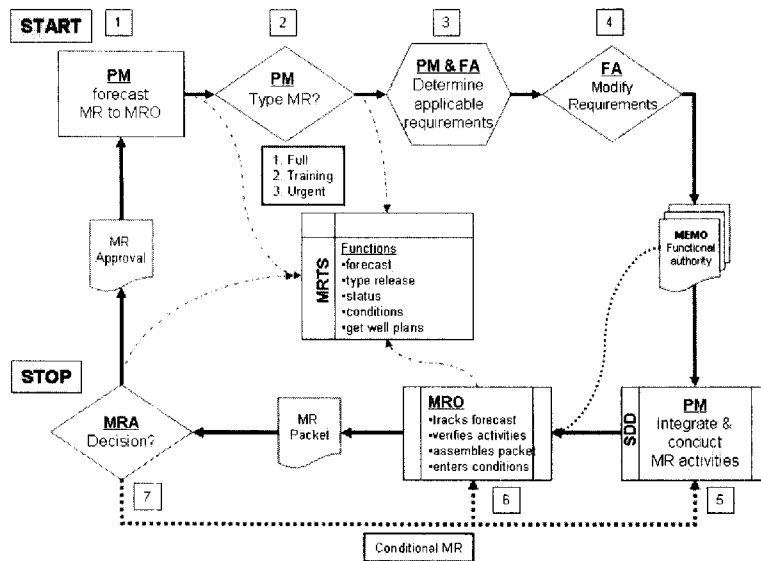 START
1
2
3
4
PM
forecast
MR to MRO
PM
Type MR?
PM & FA
Determine
applicable
requirements
FA
Modify
Requirements
1. Full
2. Training
3. Urgent
MR
Approval
MRTS
Functions
•forecast
•type release
•status
•conditions
•get well plans
MEMO
Functional
authority
STOP
MRA
Decision?
MR
Packet
MRO
•tracks forecast
•verifies activities
•assembles packet
•enters conditions
SDD
PM
integrate &
conduct
MR activities
7
6
5
Conditional MR